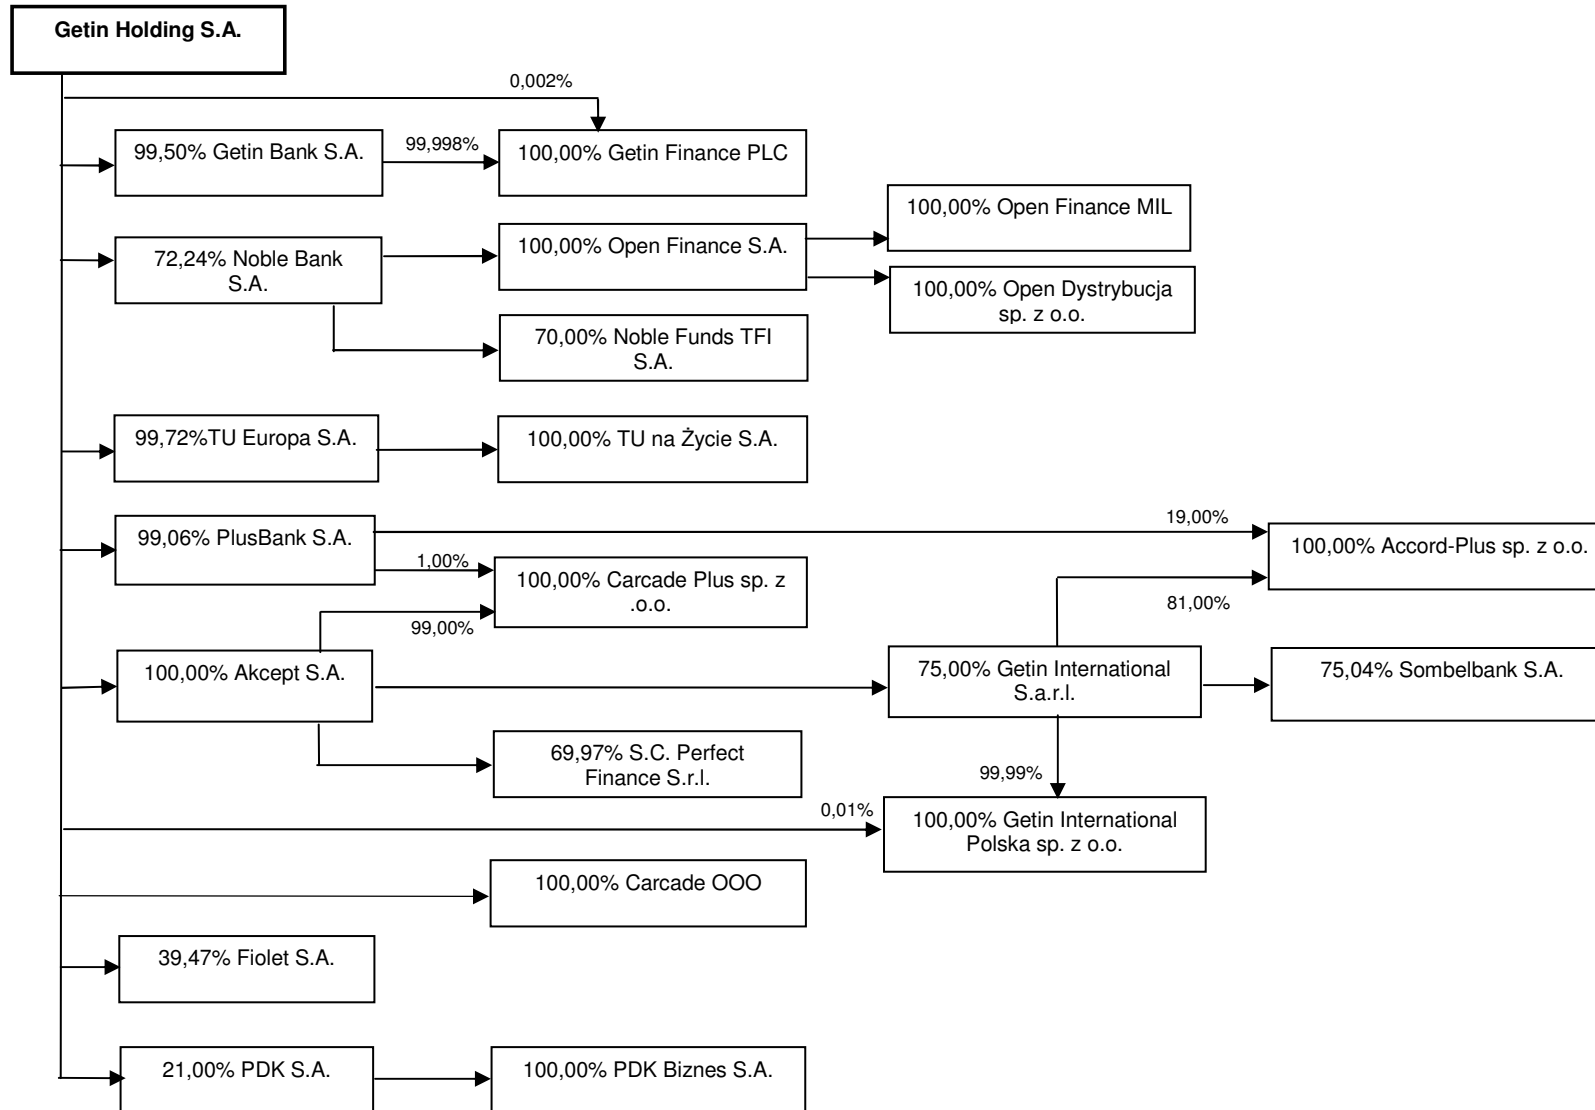 Getin Holding S.A.
0,002%
99,50% Getin Bank S.A.
99,998%
100,00% Getin Finance PLC
100,00% Open Finance MIL
72,24% Noble Bank
S.A.
100,00% Open Finance S.A.
100,00% Open Dystrybucja
sp. z o.o.
70,00% Noble Funds TFI
S.A.
99,72%TU Europa S.A.
100,00% TU na Życie S.A.
99,06% PlusBank S.A.
19,00%
100,00% Accord-Plus sp. z o.o.
1,00%
100,00% Carcade Plus sp. z
.o.o.
99,00%
81,00%
100,00% Akcept S.A.
75,00% Getin International
S.a.r.l.
75,04% Sombelbank S.A.
69,97% S.C. Perfect
Finance S.r.l.
99,99%
0,01%
100,00% Getin International
Polska sp. z o.o.
100,00% Carcade OOO
39,47% Fiolet S.A.
21,00% PDK S.A.
100,00% PDK Biznes S.A.